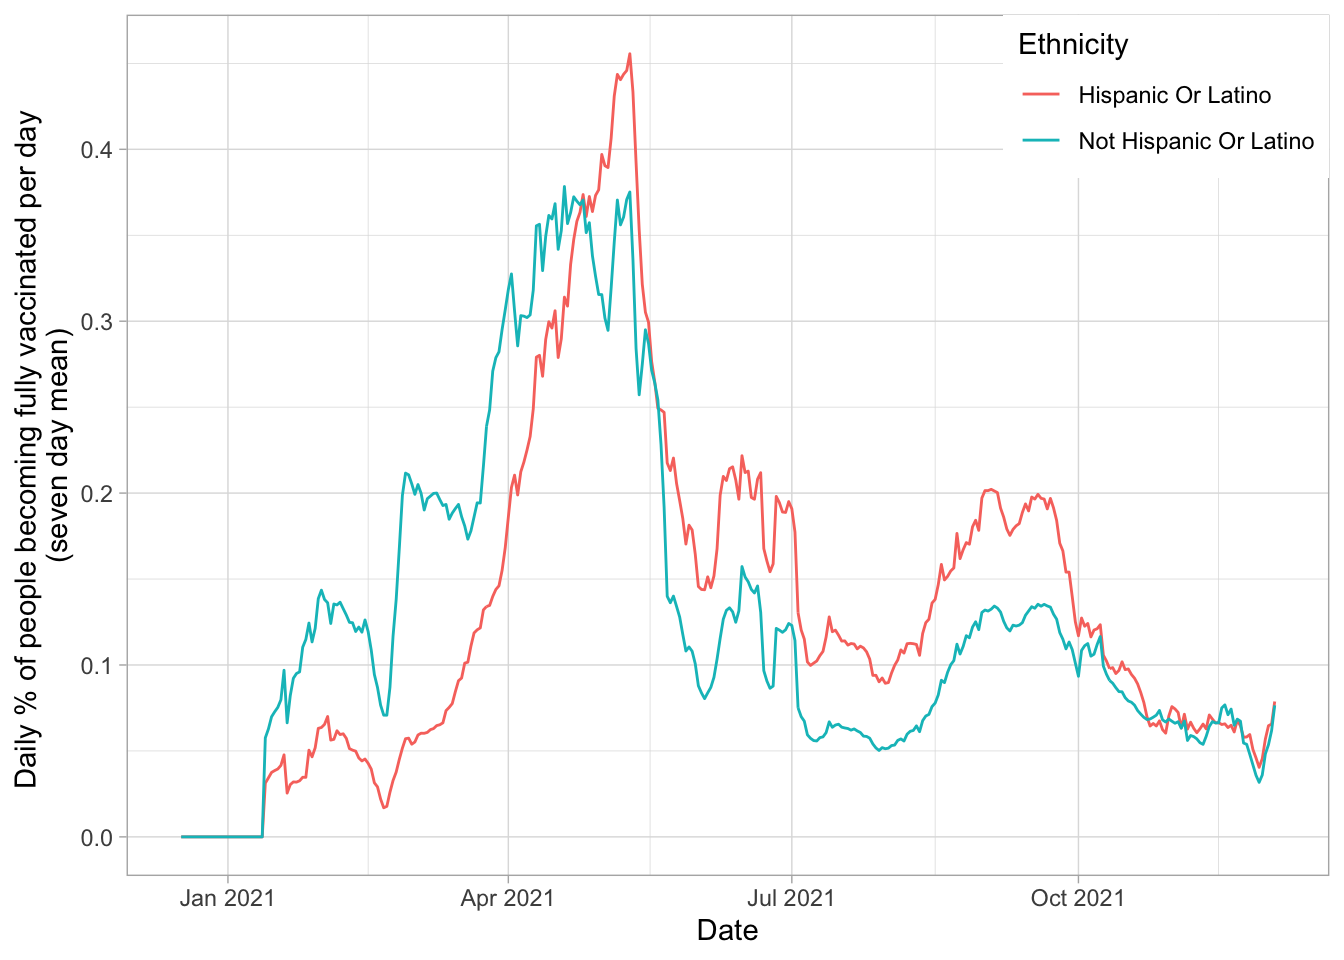 Ethnicity
Hispanic Or Latino
Not Hispanic Or Latino
Daily % of people becoming fully vaccinated per day
(seven day mean)
0.4
0.3
0.2
0.1
0.0
Jan 2021
Apr 2021
Jul 2021
Oct 2021
Date